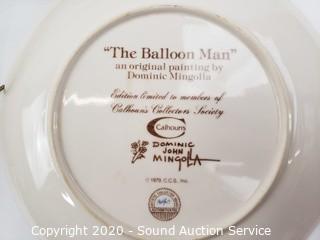 "The Balloon Man"
an original painting by
Dominic Mingolla
Edition limited to members of
Calhoun's Collectors Society
Calhoun's
DOMINIC
JOHN
MINGOLLA
© 1979, C.C.S., Inc.
Copyright 2020 - Sound Auction Service